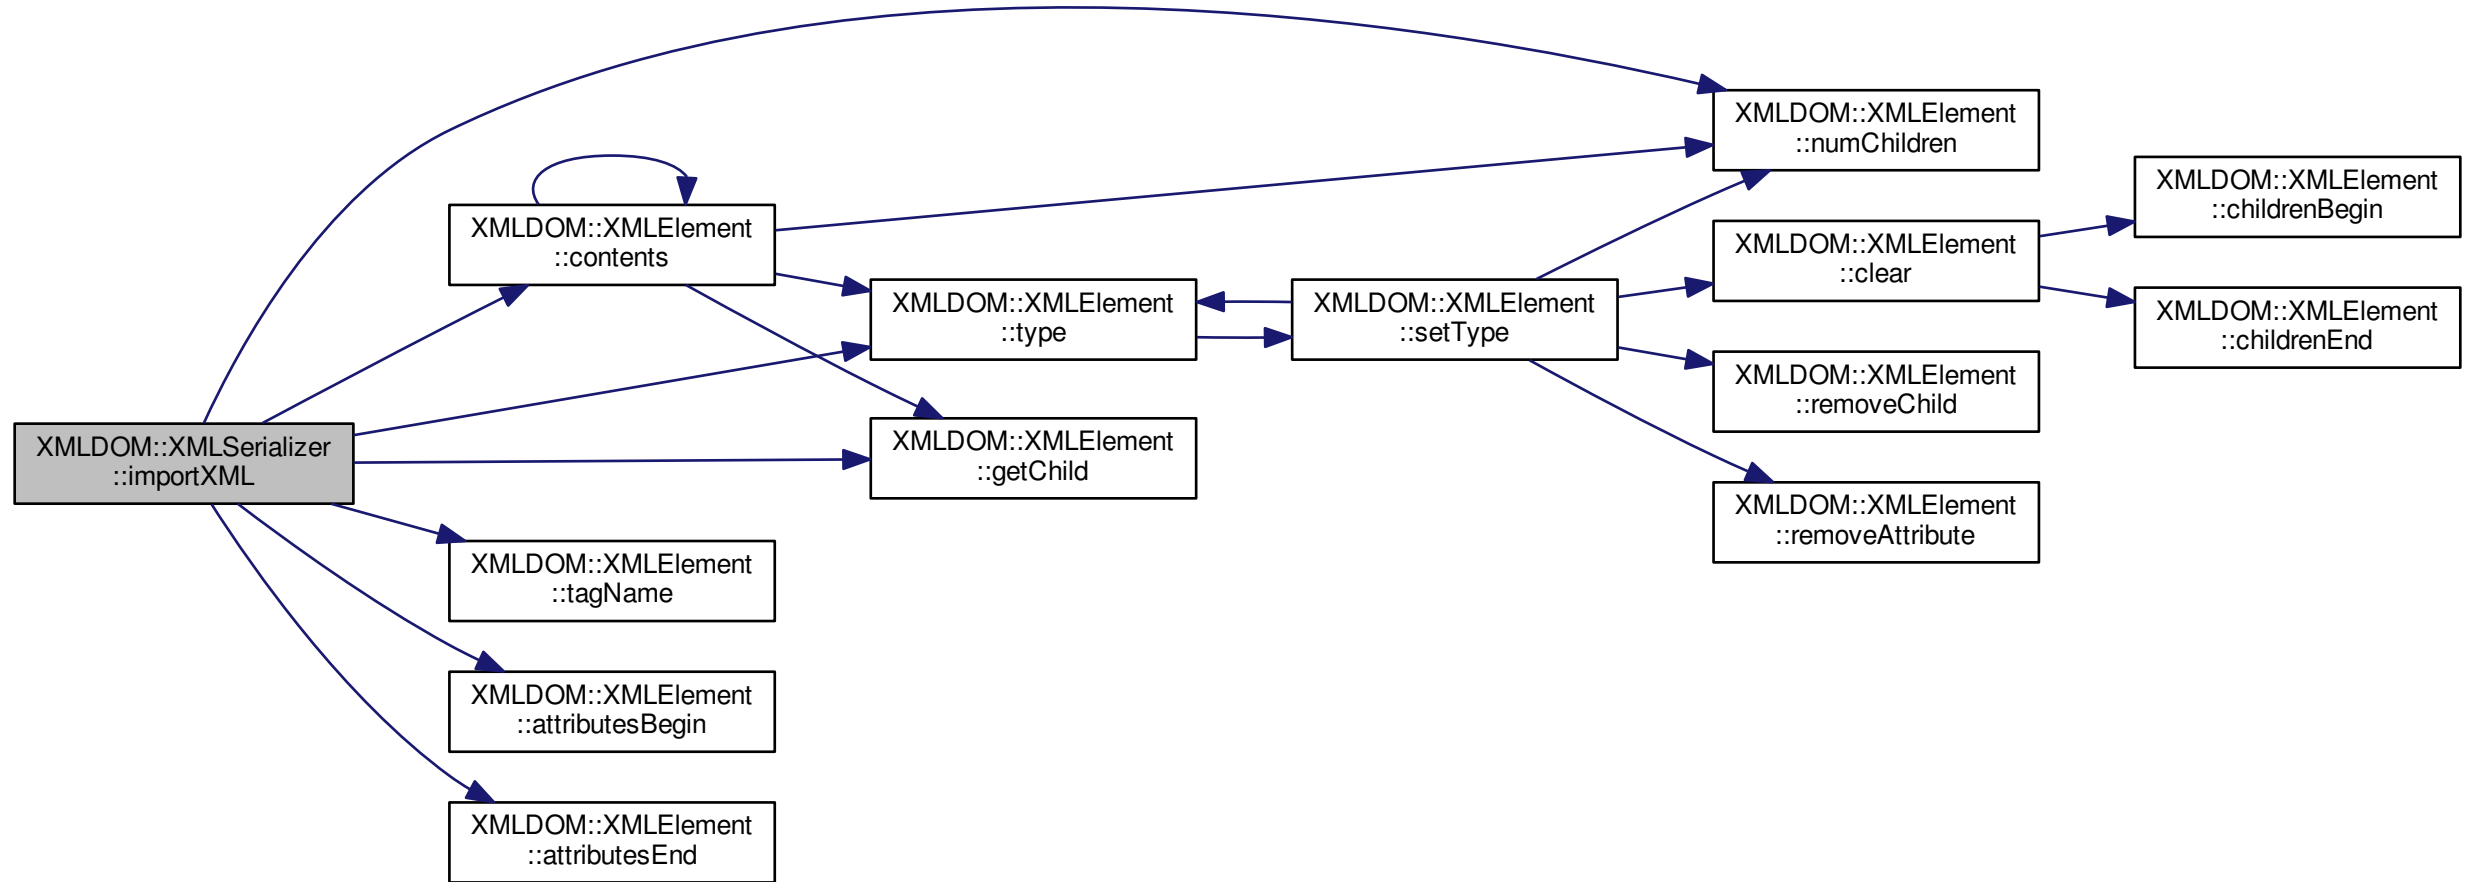 XMLDOM::XMLSerializer
::importXML
XMLDOM::XMLElement
::contents
XMLDOM::XMLElement
::tagName
XMLDOM::XMLElement
::attributesBegin
XMLDOM::XMLElement
::attributesEnd
XMLDOM::XMLElement
::type
XMLDOM::XMLElement
::getChild
XMLDOM::XMLElement
::setType
XMLDOM::XMLElement
::numChildren
XMLDOM::XMLElement
::clear
XMLDOM::XMLElement
::removeChild
XMLDOM::XMLElement
::removeAttribute
XMLDOM::XMLElement
::childrenBegin
XMLDOM::XMLElement
::childrenEnd